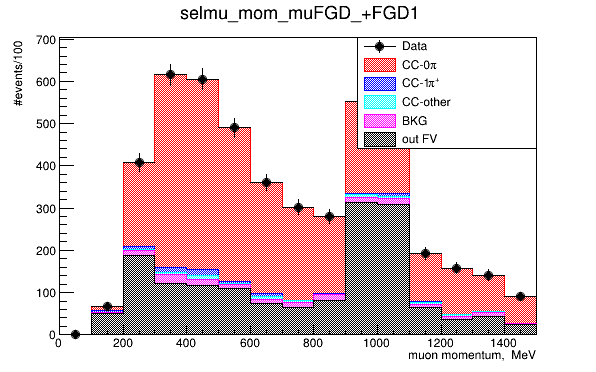 selmu_mom_muFGD_+FGD1
#events/100
700
600
500
400
300
200
100
0
Data
CC-0π
CC-1π⁺
CC-other
BKG
out FV
0 200 400 600 800 1000 1200 1400
muon momentum, MeV